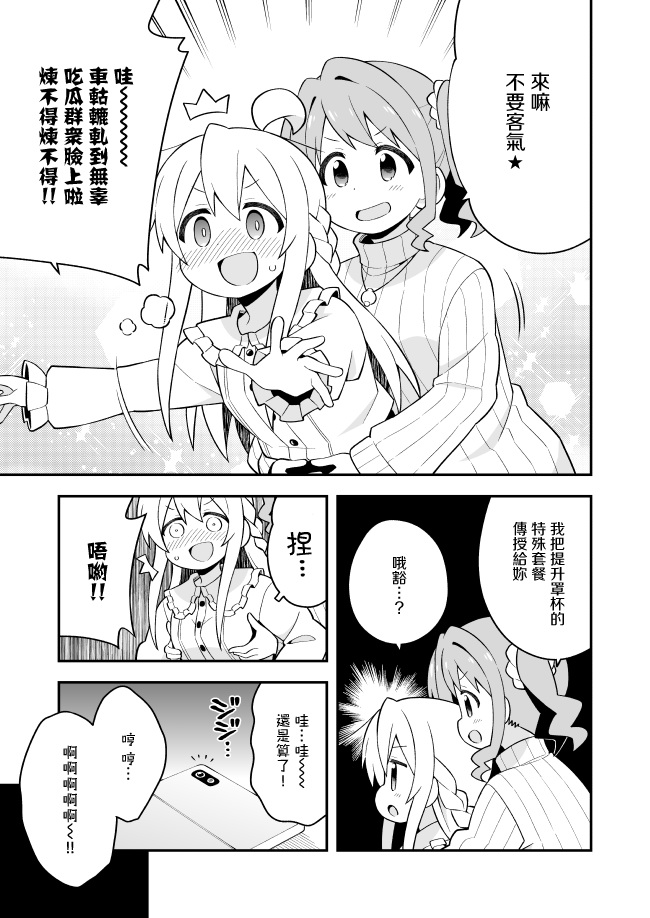 來嘛
不要客氣★
哇～～～～
車軲轆軋到無辜
吃瓜群眾臉上啦
煉不得煉不得!!
我把提升罩杯的
特殊套餐
傳授給妳
哦豁…?
捏…
唔喲!!
哇…哇～～～
還是算了!
ジジ…
哼 哼…
啊啊啊啊啊～!!